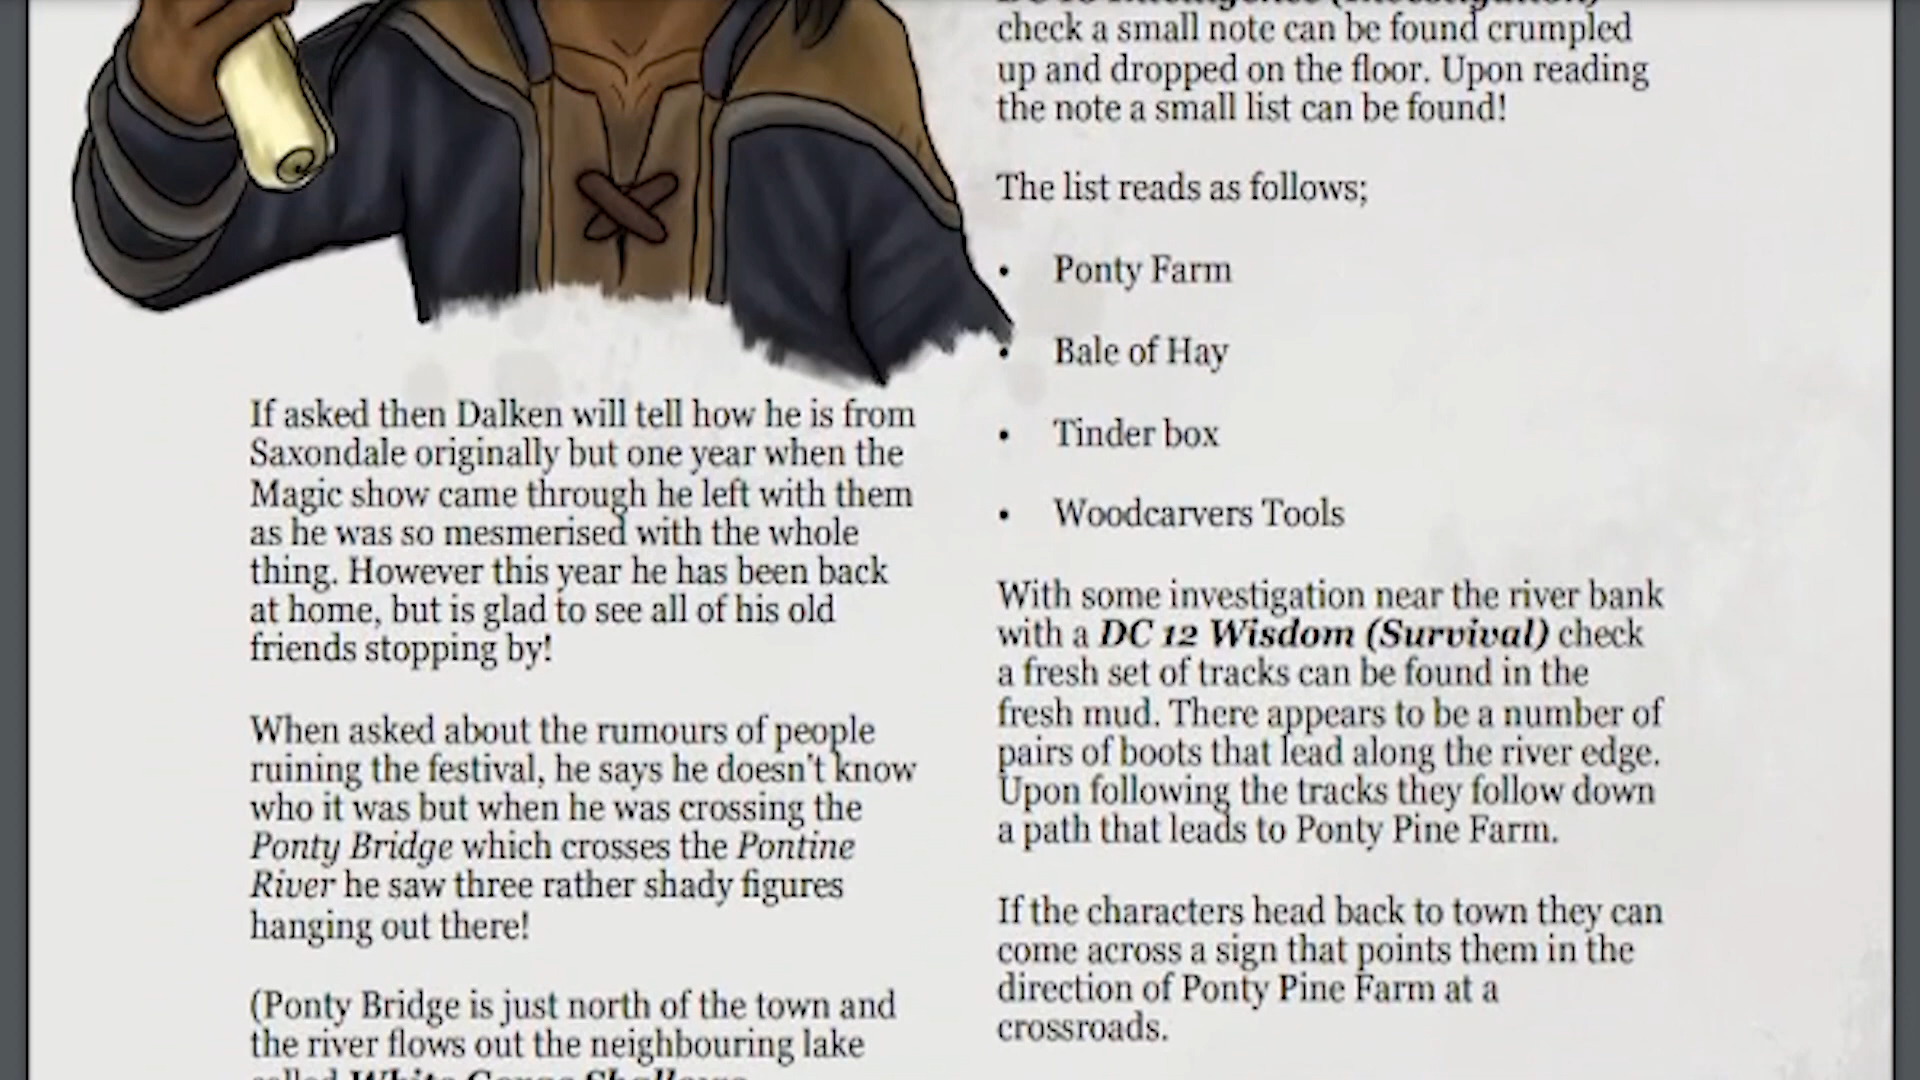 If asked then Dalken will tell how he is from
Saxondale originally but one year when the
Magic show came through he left with them
as he was so mesmerised with the whole
thing. However this year he has been back
at home, but is glad to see all of his old
friends stopping by!
When asked about the rumours of people
ruining the festival, he says he doesn't know
who it was but when he was crossing the
Ponty Bridge which crosses the Pontine
River he saw three rather shady figures
hanging out there!
(Ponty Bridge is just north of the town and
the river flows out the neighbouring lake
check a small note can be found crumpled
up and dropped on the floor. Upon reading
the note a small list can be found!
The list reads as follows;
• Ponty Farm
• Bale of Hay
• Tinder box
• Woodcarvers Tools
With some investigation near the river bank
with a DC 12 Wisdom (Survival) check
a fresh set of tracks can be found in the
fresh mud. There appears to be a number of
pairs of boots that lead along the river edge.
Upon following the tracks they follow down
a path that leads to Ponty Pine Farm.
If the characters head back to town they can
come across a sign that points them in the
direction of Ponty Pine Farm at a
crossroads.